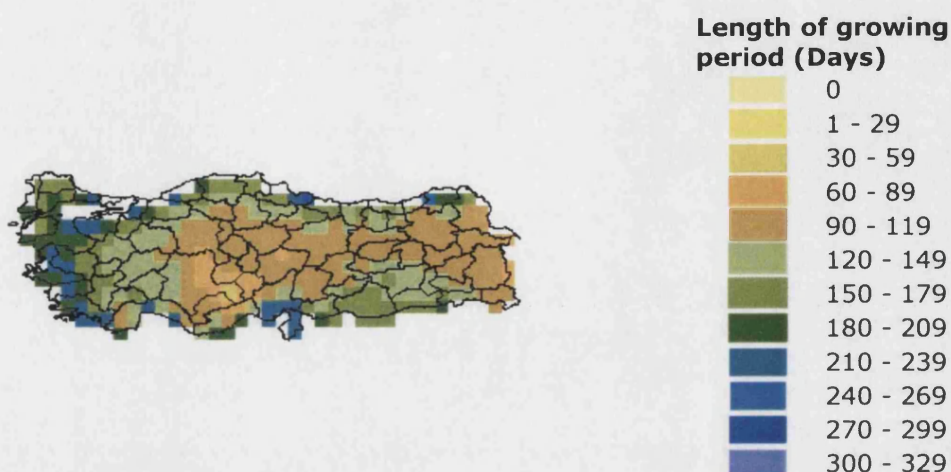 Length of growing
period (Days)
0
1 - 29
30 - 59
60 - 89
90 - 119
120 - 149
150 - 179
180 - 209
210 - 239
240 - 269
270 - 299
300 - 329